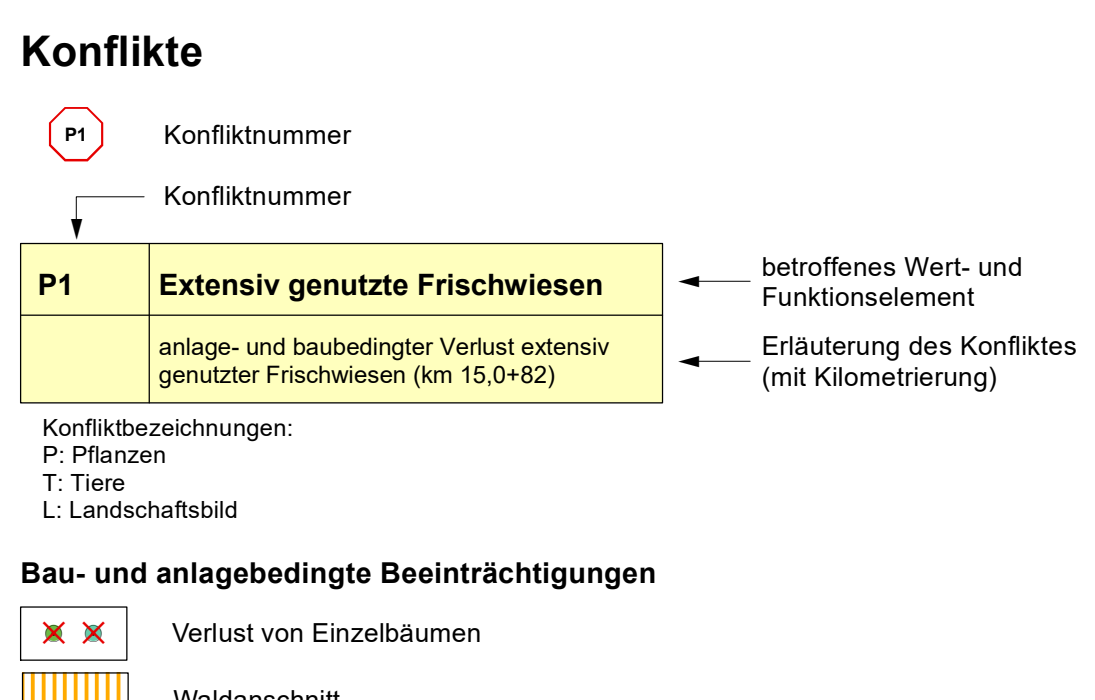 Konflikte
P1 Konfliktnummer
Konfliktnummer
P1 Extensiv genutzte Frischwiesen
betroffenes Wert- und
Funktionselement
anlage- und baubedingter Verlust extensiv
genutzter Frischwiesen (km 15,0+82)
Erläuterung des Konfliktes
(mit Kilometrierung)
Konfliktbezeichnungen:
P: Pflanzen
T: Tiere
L: Landschaftsbild
Bau- und anlagebedingte Beeinträchtigungen
Verlust von Einzelbäumen
Waldanschnitt